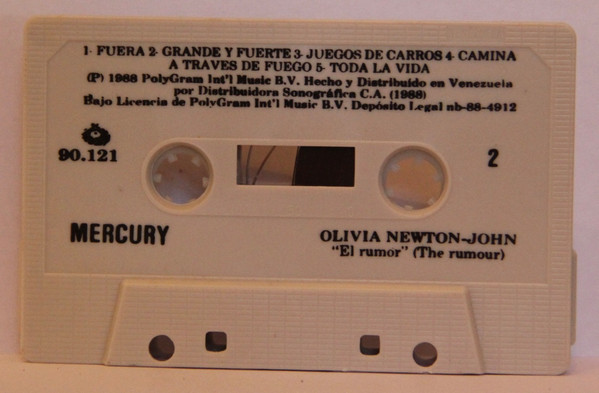 1- FUERA 2- GRANDE Y FUERTE 3- JUEGOS DE CARROS 4- CAMINA
A TRAVES DE FUEGO 5- TODA LA VIDA
(P) 1988 PolyGram Int'l Music B.V. Hecho y Distribuído en Venezuela
por Distribuidora Sonográfica C.A. (1988)
Bajo Licencia de PolyGram Int'l Music B.V. Depósito Legal nb-88-4912
90.121
2
MERCURY
OLIVIA NEWTON-JOHN
"El rumor" (The rumour)